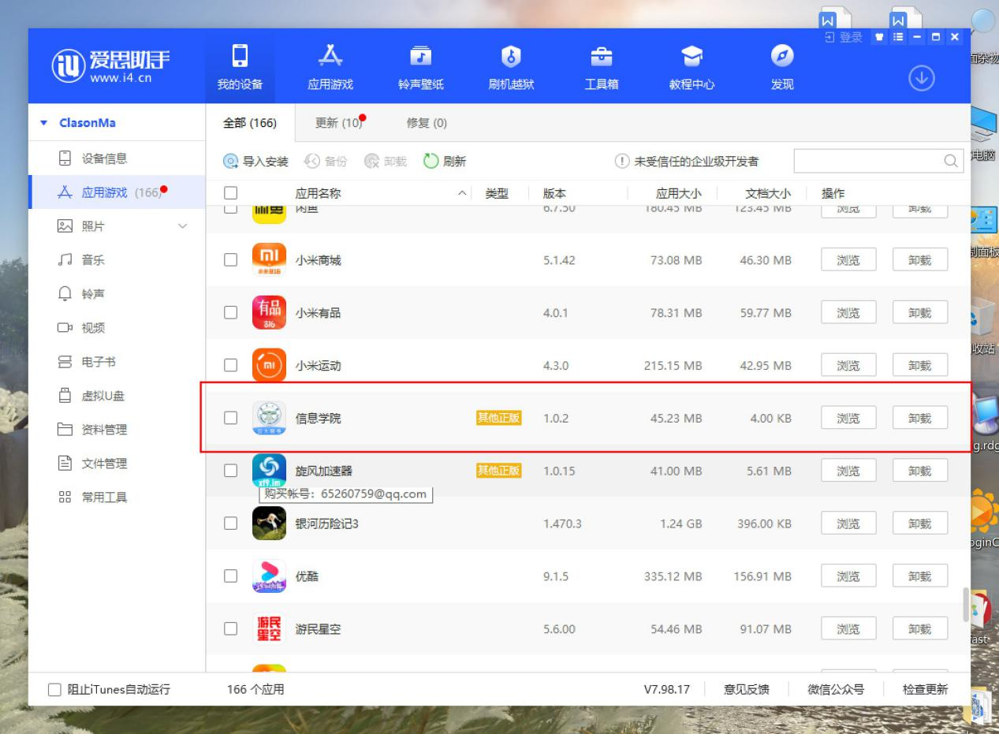 爱思助手
www.i4.cn
我的设备
应用游戏
铃声壁纸
刷机越狱
工具箱
教程中心
发现
登录
ClasonMa
设备信息
应用游戏 (166)
照片
音乐
铃声
视频
电子书
虚拟U盘
资料管理
文件管理
常用工具
全部 (166) 更新 (10) 修复 (0)
导入安装 备份 卸载 刷新 未受信任的企业级开发者
应用名称 类型 版本 应用大小 文档大小 操作
闲鱼 6.7.50 180.45 MB 123.45 MB 浏览 卸载
小米商城 5.1.42 73.08 MB 46.30 MB 浏览 卸载
小米有品 4.0.1 78.31 MB 59.77 MB 浏览 卸载
小米运动 4.3.0 215.15 MB 42.95 MB 浏览 卸载
信息学院 其他正版 1.0.2 45.23 MB 4.00 KB 浏览 卸载
旋风加速器 其他正版 1.0.15 41.00 MB 5.61 MB 浏览 卸载
购买帐号：65260759@qq.com
银河历险记3 1.470.3 1.24 GB 396.00 KB 浏览 卸载
优酷 9.1.5 335.12 MB 156.91 MB 浏览 卸载
游民星空 5.6.00 54.46 MB 91.07 MB 浏览 卸载
有品
816
游民
星空
阻止iTunes自动运行 166 个应用 V7.98.17 意见反馈 微信公众号 检查更新